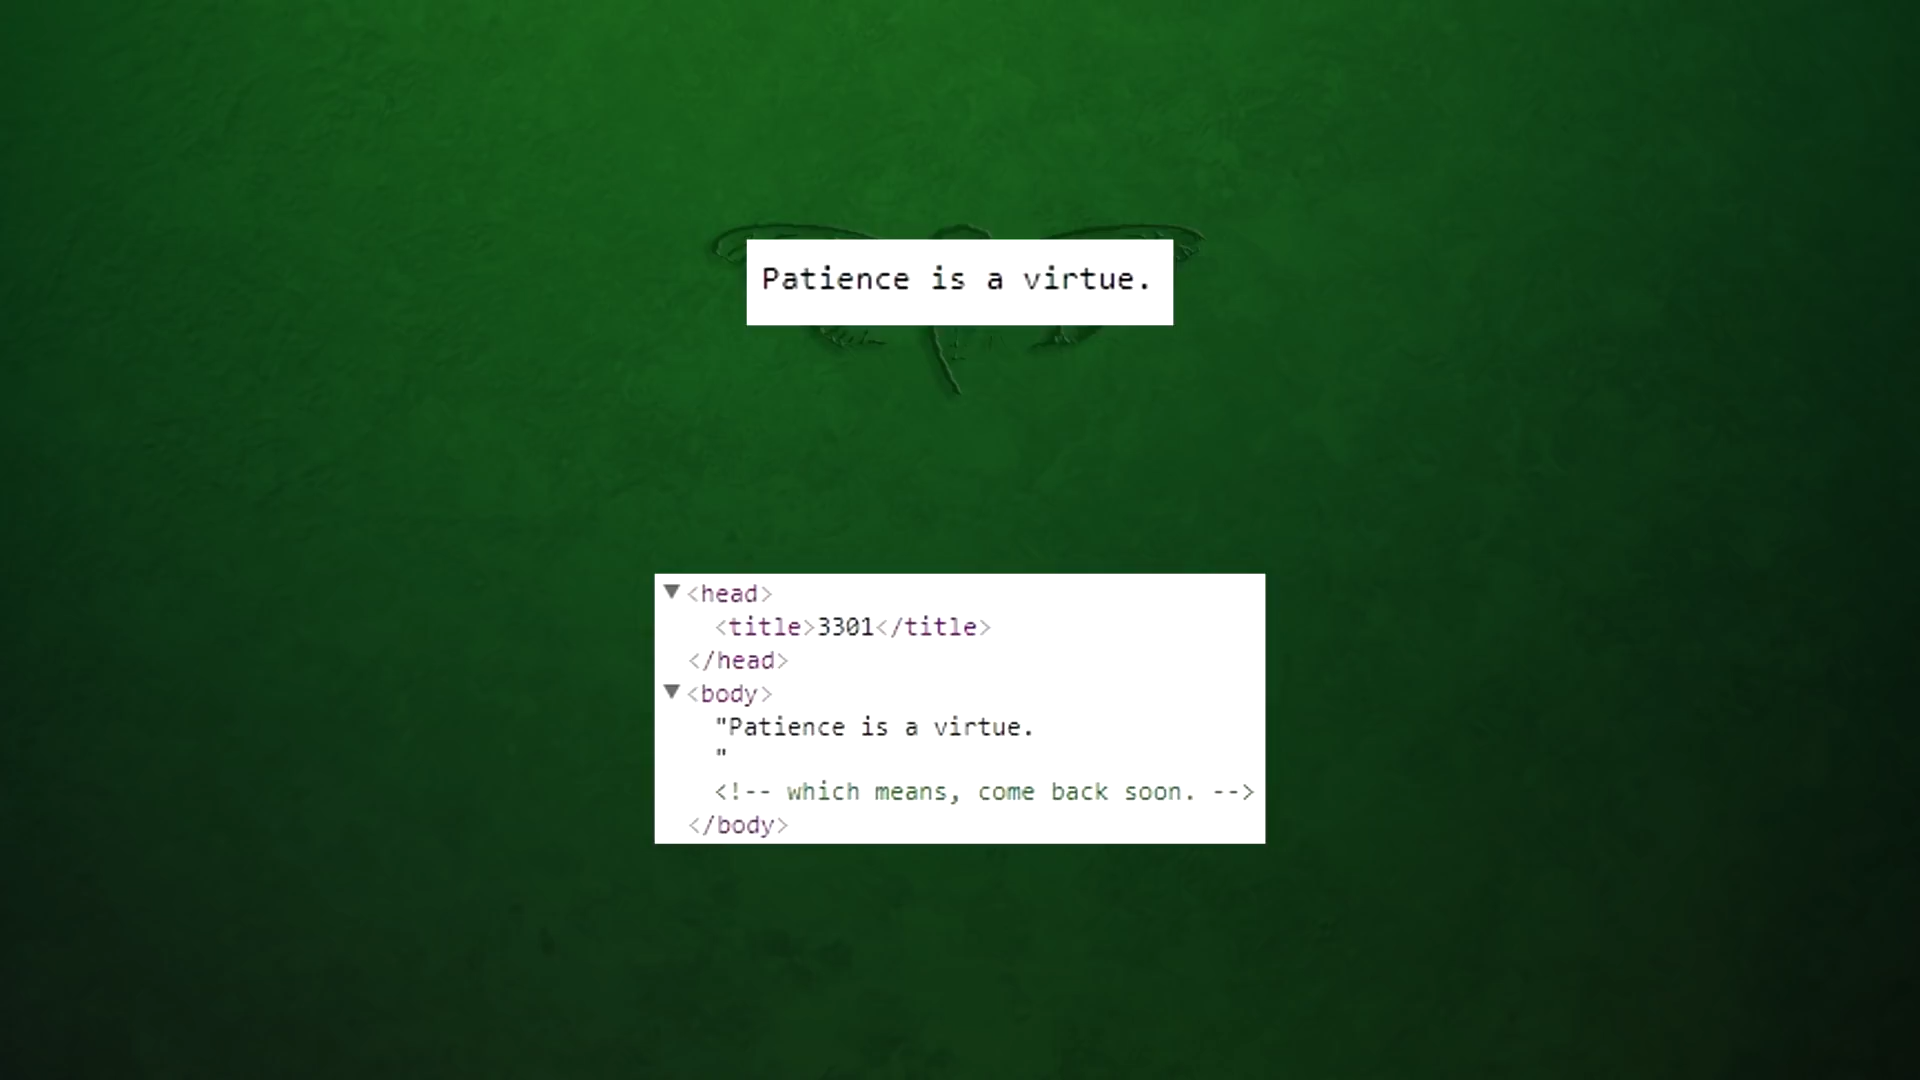 Patience is a virtue.
<head>
<title>3301</title>
</head>
<body>
"Patience is a virtue.
"
<!-- which means, come back soon. -->
</body>